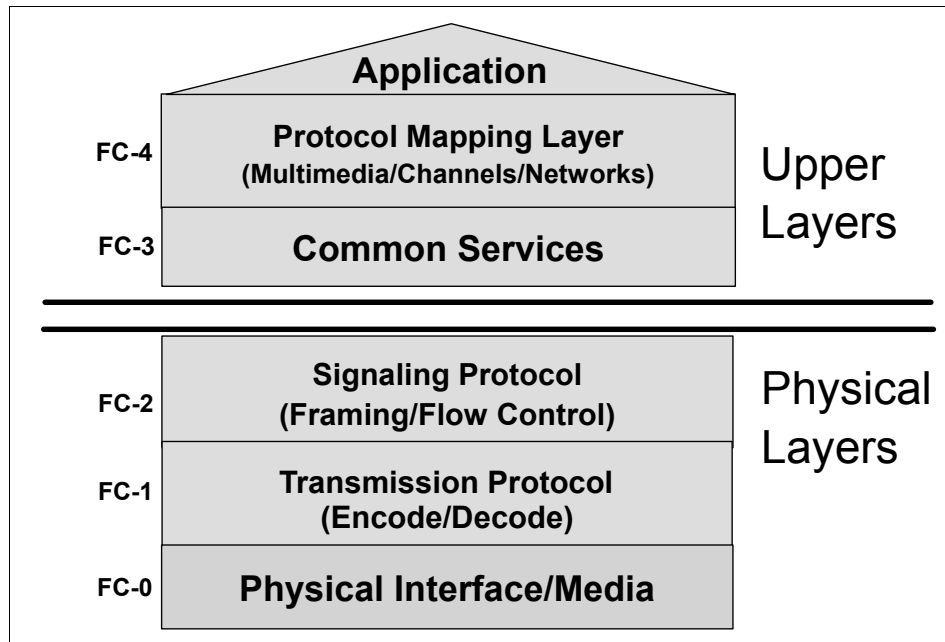 Application
FC-4
Protocol Mapping Layer
(Multimedia/Channels/Networks)
Upper
Layers
FC-3
Common Services
FC-2
Signaling Protocol
(Framing/Flow Control)
Physical
Layers
FC-1
Transmission Protocol
(Encode/Decode)
FC-0
Physical Interface/Media